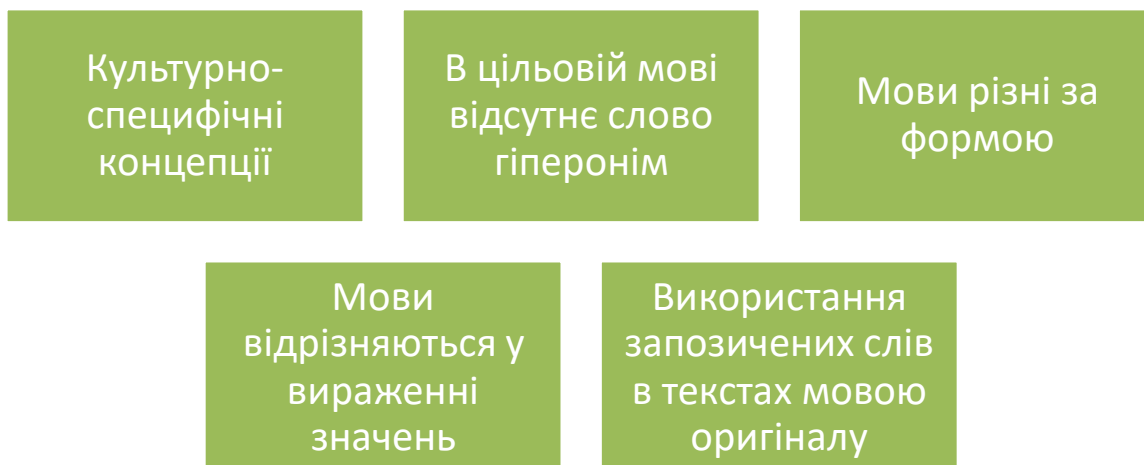 Культурно-
специфічні
концепції
В цільовій мові
відсутнє слово
гіперонім
Мови різні за
формою
Мови
відрізняються у
вираженні
значень
Використання
запозичених слів
в текстах мовою
оригіналу